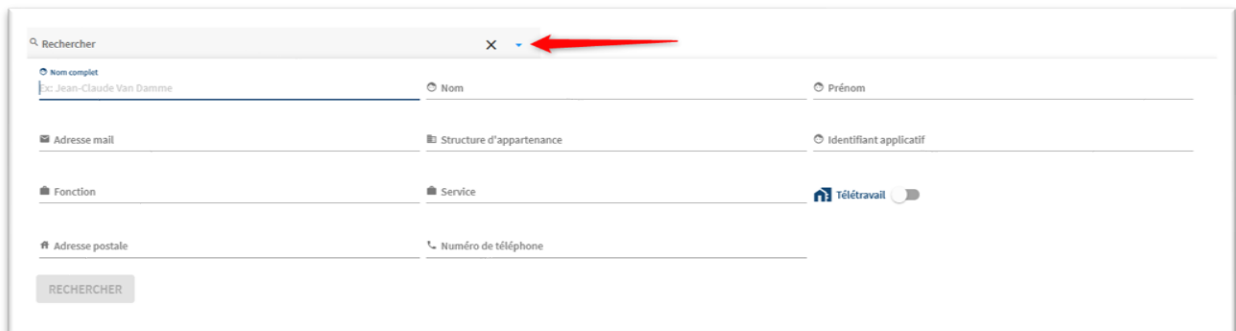 Rechercher
Nom complet
Ex: Jean-Claude Van Damme
Nom
Prénom
Adresse mail
Structure d'appartenance
Identifiant applicatif
Fonction
Service
Télétravail
Adresse postale
Numéro de téléphone
RECHERCHER